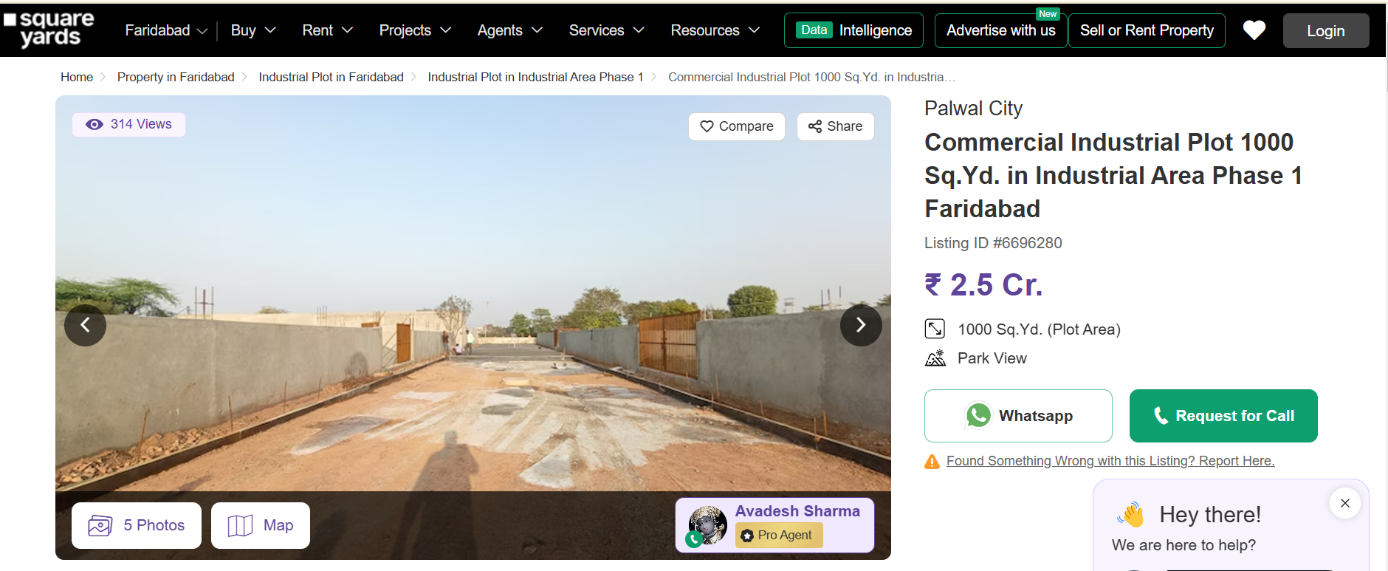 square yards
Faridabad
Buy
Rent
Projects
Agents
Services
Resources
Data Intelligence
New
Advertise with us
Sell or Rent Property
Login
Home
Property in Faridabad
Industrial Plot in Faridabad
Industrial Plot in Industrial Area Phase 1
Commercial Industrial Plot 1000 Sq.Yd. in Industria…
314 Views
Compare
Share
5 Photos
Map
Avadesh Sharma
Pro Agent
Palwal City
Commercial Industrial Plot 1000
Sq.Yd. in Industrial Area Phase 1
Faridabad
Listing ID #6696280
₹ 2.5 Cr.
1000 Sq.Yd. (Plot Area)
Park View
Whatsapp
Request for Call
Found Something Wrong with this Listing? Report Here.
Hey there!
We are here to help?